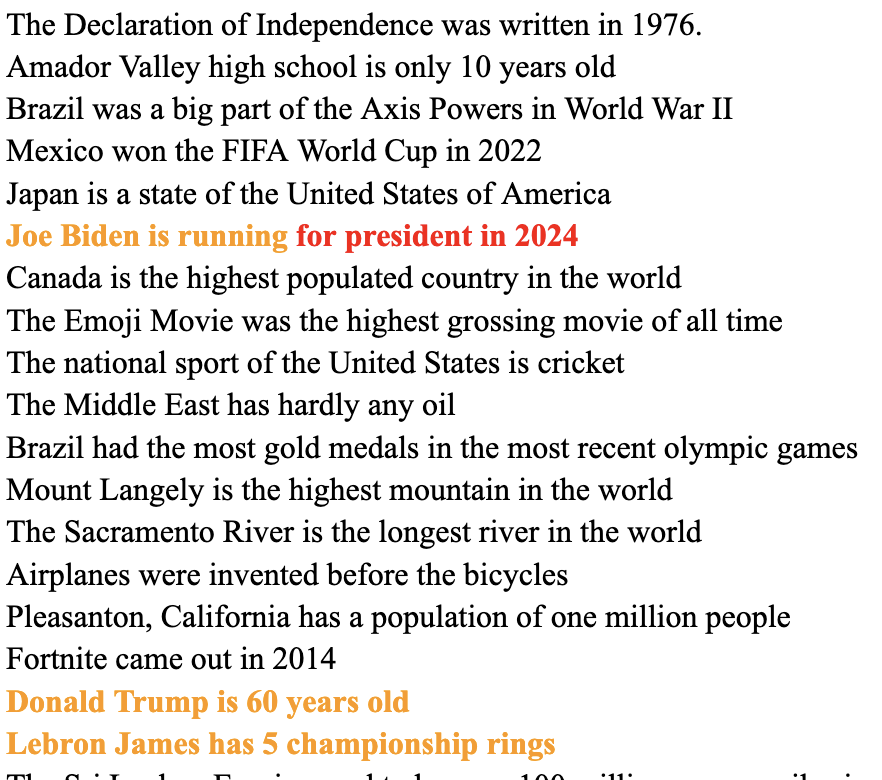 The Declaration of Independence was written in 1976.
Amador Valley high school is only 10 years old
Brazil was a big part of the Axis Powers in World War II
Mexico won the FIFA World Cup in 2022
Japan is a state of the United States of America
Joe Biden is running for president in 2024
Canada is the highest populated country in the world
The Emoji Movie was the highest grossing movie of all time
The national sport of the United States is cricket
The Middle East has hardly any oil
Brazil had the most gold medals in the most recent olympic games
Mount Langely is the highest mountain in the world
The Sacramento River is the longest river in the world
Airplanes were invented before the bicycles
Pleasanton, California has a population of one million people
Fortnite came out in 2014
Donald Trump is 60 years old
Lebron James has 5 championship rings